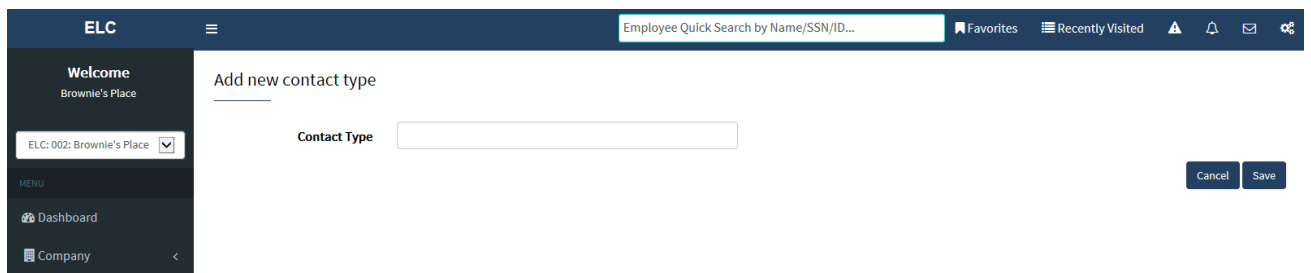 ELC
Employee Quick Search by Name/SSN/ID...
Favorites
Recently Visited
Welcome
Brownie's Place
ELC: 002: Brownie's Place
MENU
Dashboard
Company
Add new contact type
Contact Type
Cancel
Save